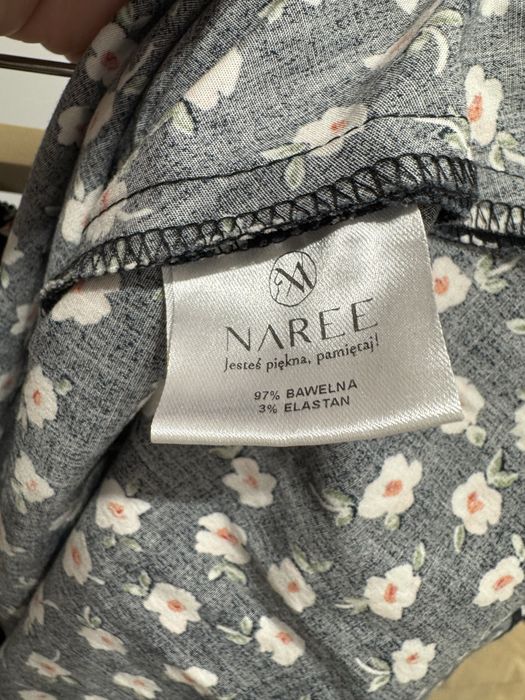 NAREE
Jesteś piękna, pamiętaj!
97% BAWEŁNA
3% ELASTAN